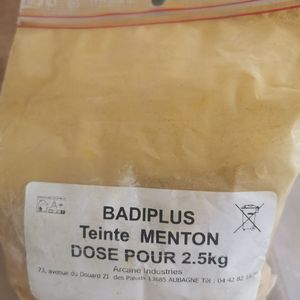 A+
BADIPLUS
Teinte MENTON
DOSE POUR 2.5kg
Arcane Industries
73, avenue du Douard ZI des Paluds 13685 AUBAGNE Tél : 04 42 82